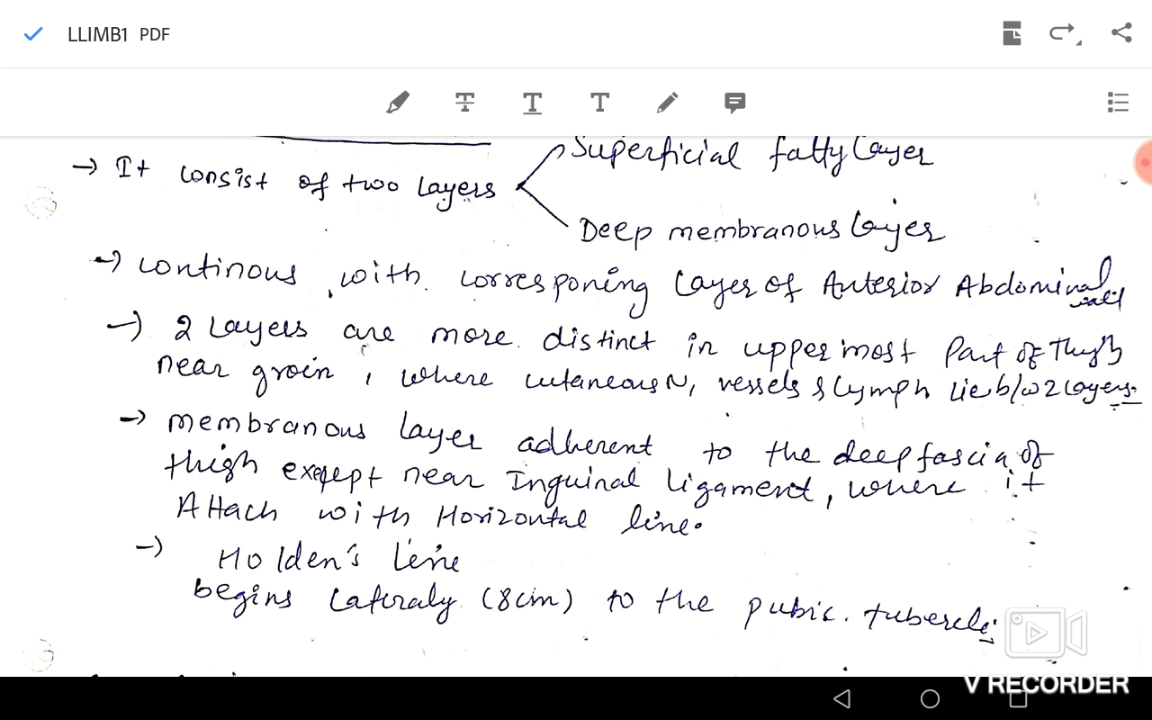 LLIMB1 PDF
→ It consist of two layers
Superficial fatty layer
Deep membranous layer
→ continous with corresponing layer of Anterior Abdominal wall
→ 2 layers are more distinct in uppermost Part of Thigh
near groin, where cutaneous N, vessels & lymph lie b/w 2 layers.
→ membranous layer adherent to the deep fascia of
thigh except near Inguinal ligament, where it
Attach with Horizontal line.
→ Holden's line
begins lateraly (8cm) to the pubic tubercle
V RECORDER